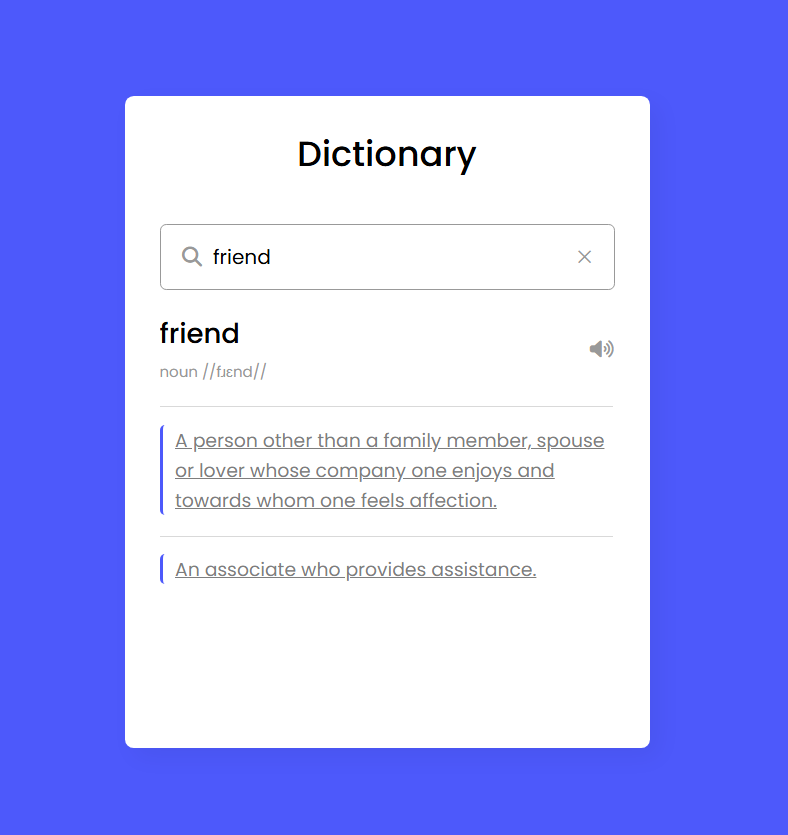 Dictionary
friend
friend
noun //fɹɛnd//
A person other than a family member, spouse
or lover whose company one enjoys and
towards whom one feels affection.
An associate who provides assistance.